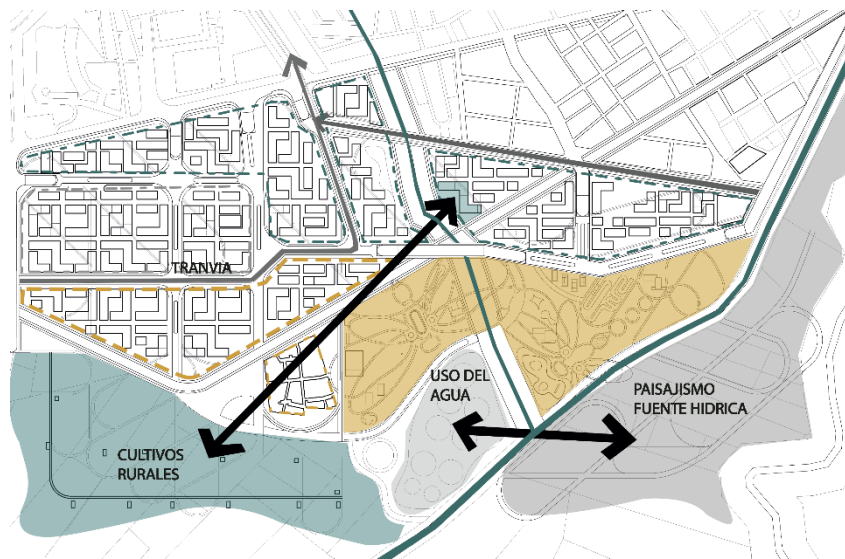 TRANVIA
USO DEL
AGUA
PAISAJISMO
FUENTE HIDRICA
CULTIVOS
RURALES